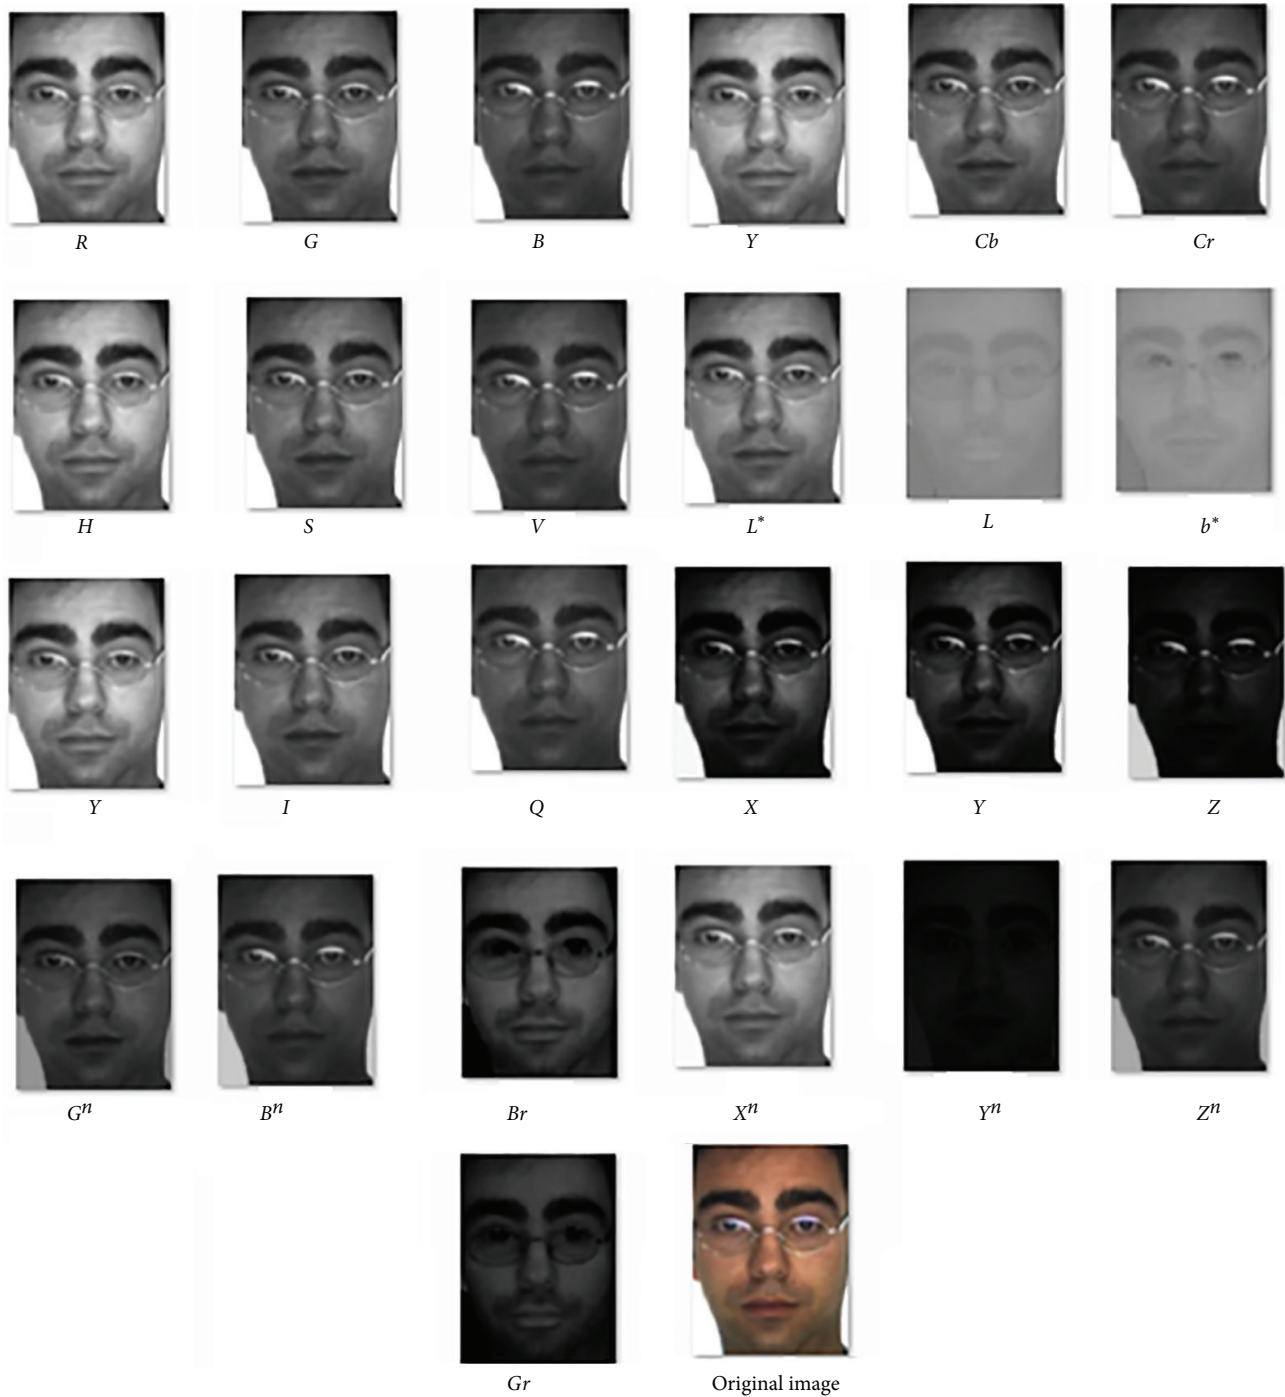 R G B Y Cb Cr
H S V L* L b*
Y I Q X Y Z
Gⁿ Bⁿ Br Xⁿ Yⁿ Zⁿ
Gr Original image